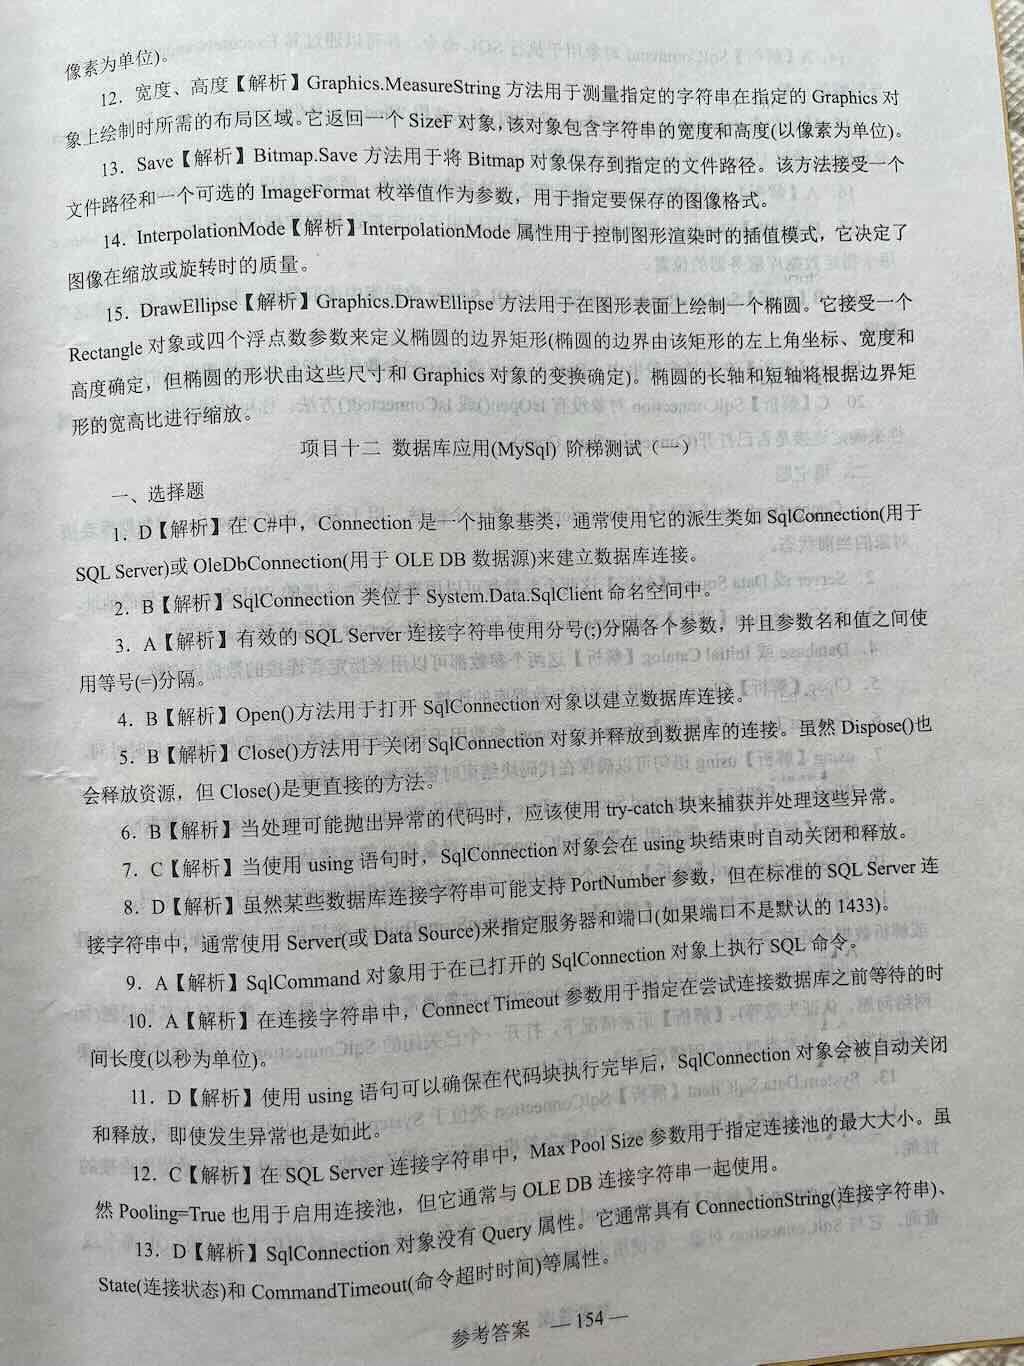 像素为单位)。
12．宽度、高度【解析】Graphics.MeasureString 方法用于测量指定的字符串在指定的 Graphics 对
象上绘制时所需的布局区域。它返回一个 SizeF 对象,该对象包含字符串的宽度和高度(以像素为单位)。
13．Save【解析】Bitmap.Save 方法用于将 Bitmap 对象保存到指定的文件路径。该方法接受一个
文件路径和一个可选的 ImageFormat 枚举值作为参数，用于指定要保存的图像格式。
14．InterpolationMode【解析】InterpolationMode 属性用于控制图形渲染时的插值模式，它决定了
图像在缩放或旋转时的质量。
15．DrawEllipse【解析】Graphics.DrawEllipse 方法用于在图形表面上绘制一个椭圆。它接受一个
Rectangle 对象或四个浮点数参数来定义椭圆的边界矩形(椭圆的边界由该矩形的左上角坐标、宽度和
高度确定，但椭圆的形状由这些尺寸和 Graphics 对象的变换确定)。椭圆的长轴和短轴将根据边界矩
形的宽高比进行缩放。
项目十二 数据库应用(MySql) 阶梯测试（一）
一、选择题
1．D【解析】在 C#中，Connection 是一个抽象基类，通常使用它的派生类如 SqlConnection(用于
SQL Server)或 OleDbConnection(用于 OLE DB 数据源)来建立数据库连接。
2．B【解析】SqlConnection 类位于 System.Data.SqlClient 命名空间中。
3．A【解析】有效的 SQL Server 连接字符串使用分号(;)分隔各个参数，并且参数名和值之间使
用等号(=)分隔。
4．B【解析】Open()方法用于打开 SqlConnection 对象以建立数据库连接。
5．B【解析】Close()方法用于关闭 SqlConnection 对象并释放到数据库的连接。虽然 Dispose()也
会释放资源，但 Close()是更直接的方法。
6．B【解析】当处理可能抛出异常的代码时，应该使用 try-catch 块来捕获并处理这些异常。
7．C【解析】当使用 using 语句时，SqlConnection 对象会在 using 块结束时自动关闭和释放。
8．D【解析】虽然某些数据库连接字符串可能支持 PortNumber 参数，但在标准的 SQL Server 连
接字符串中，通常使用 Server(或 Data Source)来指定服务器和端口(如果端口不是默认的 1433)。
9．A【解析】SqlCommand 对象用于在已打开的 SqlConnection 对象上执行 SQL 命令。
10．A【解析】在连接字符串中，Connect Timeout 参数用于指定在尝试连接数据库之前等待的时
间长度(以秒为单位)。
11．D【解析】使用 using 语句可以确保在代码块执行完毕后，SqlConnection 对象会被自动关闭
和释放，即使发生异常也是如此。
12．C【解析】在 SQL Server 连接字符串中，Max Pool Size 参数用于指定连接池的最大大小。虽
然 Pooling=True 也用于启用连接池，但它通常与 OLE DB 连接字符串一起使用。
13．D【解析】SqlConnection 对象没有 Query 属性。它通常具有 ConnectionString(连接字符串)、
State(连接状态)和 CommandTimeout(命令超时时间)等属性。
参考答案 — 154 —